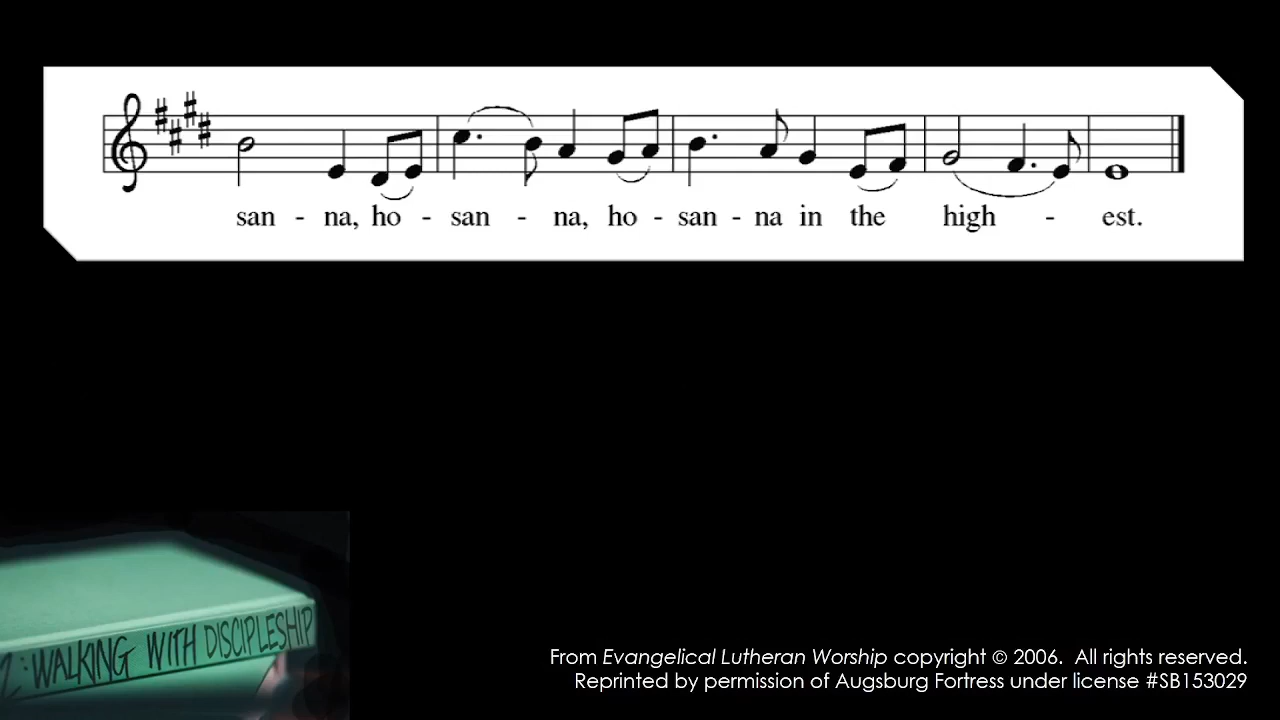 san - na, ho - san - na, ho - san - na in the high - est.
: WALKING WITH DISCIPLESHIP
From Evangelical Lutheran Worship copyright © 2006. All rights reserved.
Reprinted by permission of Augsburg Fortress under license #SB153029